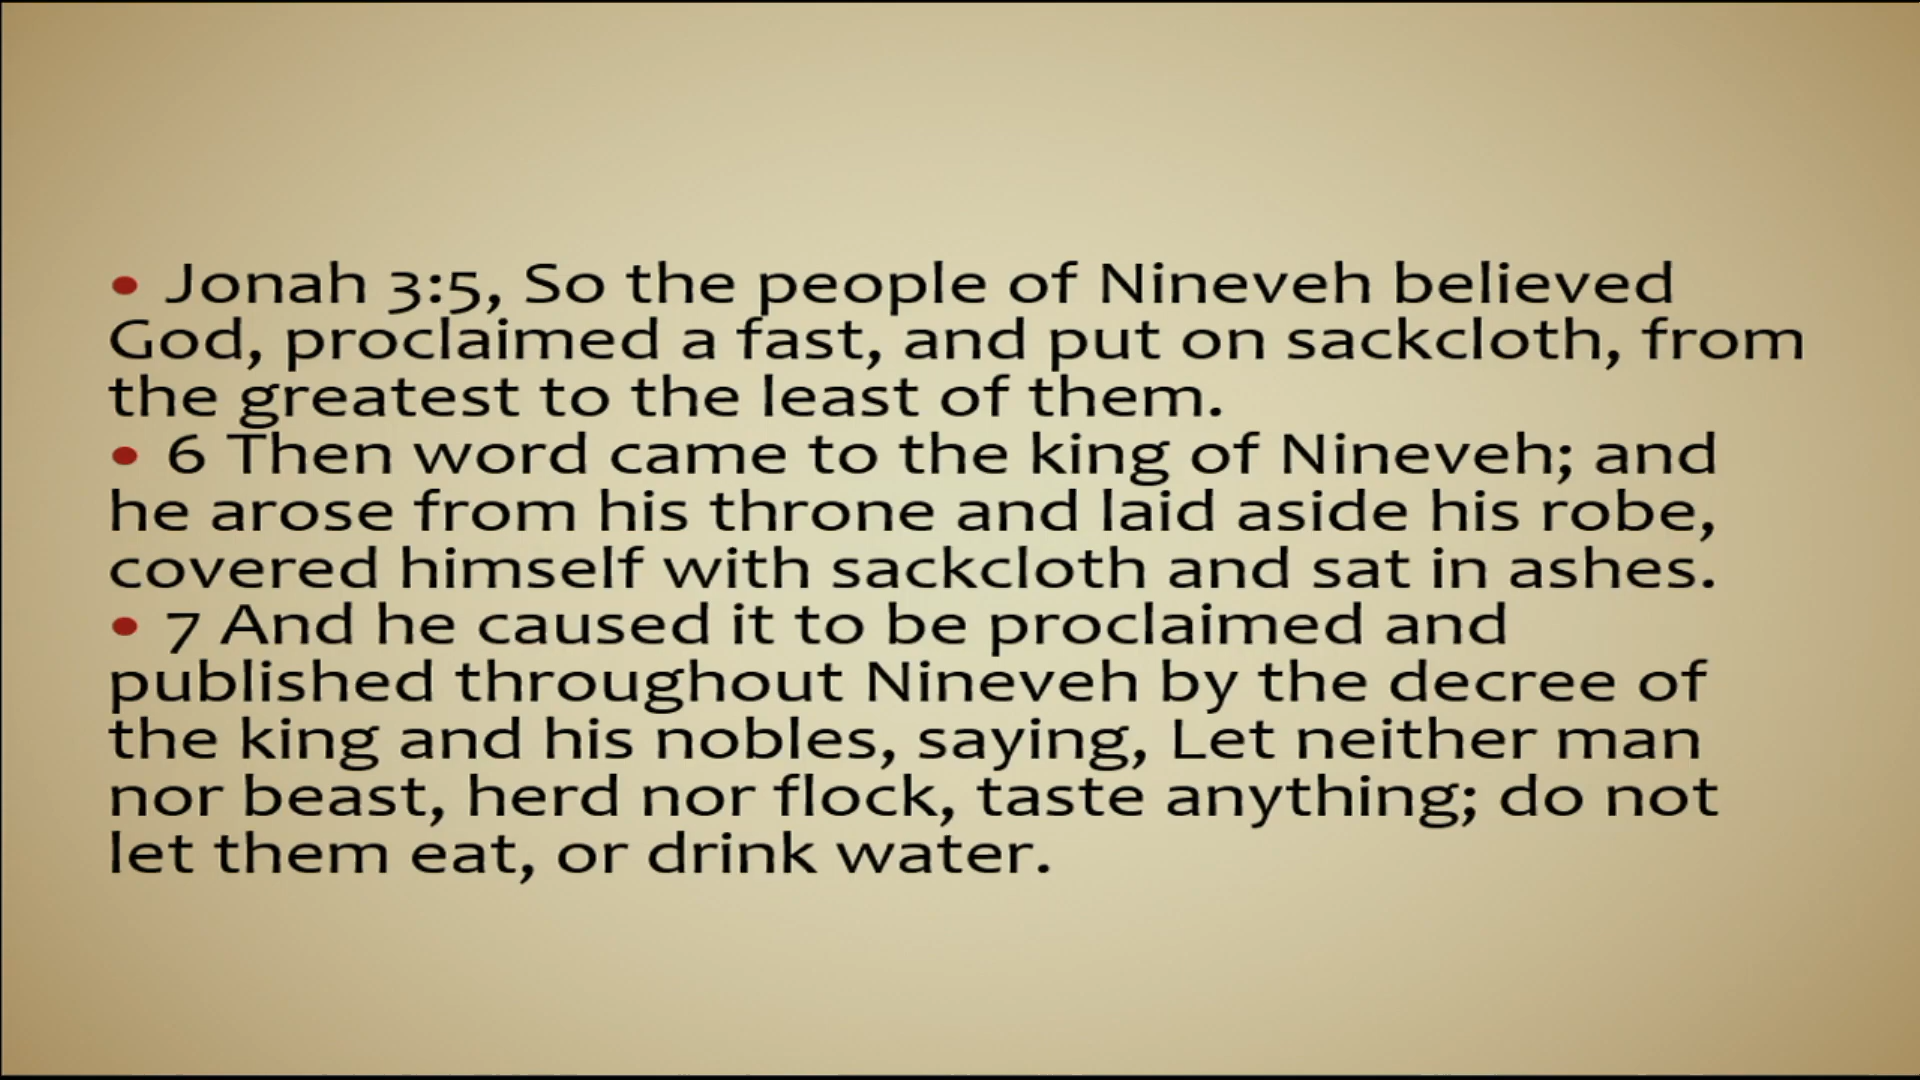 • Jonah 3:5, So the people of Nineveh believed
God, proclaimed a fast, and put on sackcloth, from
the greatest to the least of them.
• 6 Then word came to the king of Nineveh; and
he arose from his throne and laid aside his robe,
covered himself with sackcloth and sat in ashes.
• 7 And he caused it to be proclaimed and
published throughout Nineveh by the decree of
the king and his nobles, saying, Let neither man
nor beast, herd nor flock, taste anything; do not
let them eat, or drink water.